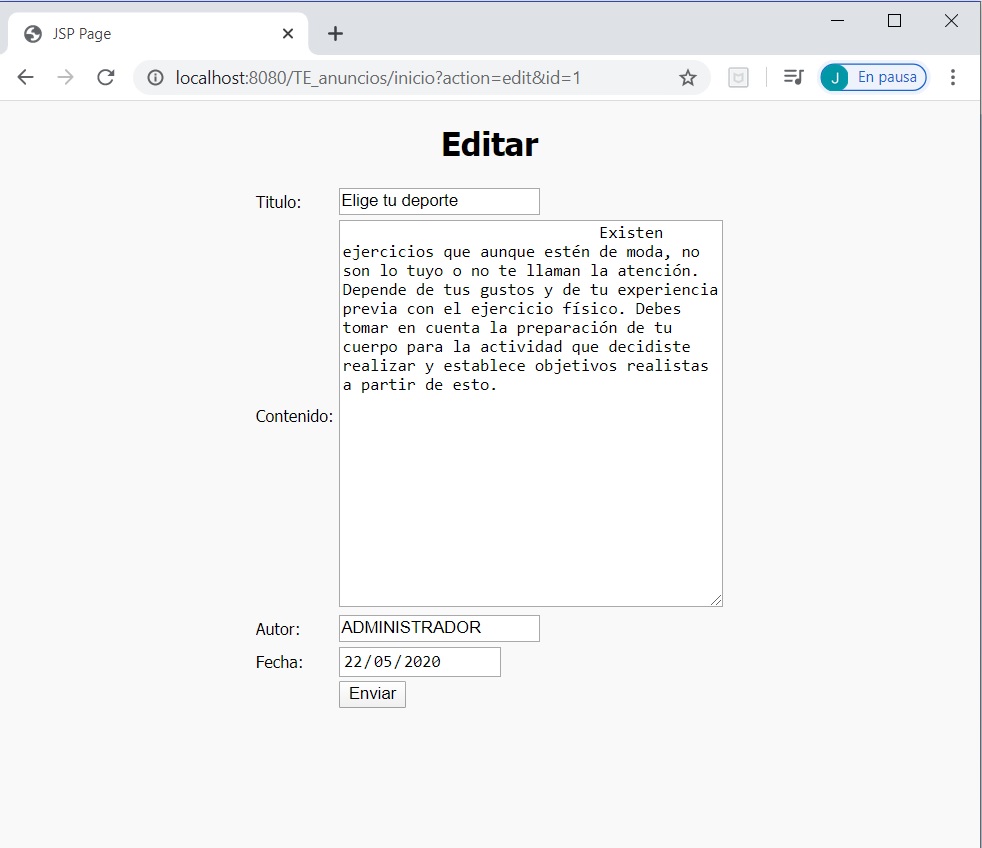 JSP Page
localhost:8080/TE_anuncios/inicio?action=edit&id=1
J En pausa
Editar
Titulo: Elige tu deporte
Contenido:
Existen
ejercicios que aunque estén de moda, no
son lo tuyo o no te llaman la atención.
Depende de tus gustos y de tu experiencia
previa con el ejercicio físico. Debes
tomar en cuenta la preparación de tu
cuerpo para la actividad que decidiste
realizar y establece objetivos realistas
a partir de esto.
Autor: ADMINISTRADOR
Fecha: 22/05/2020
Enviar